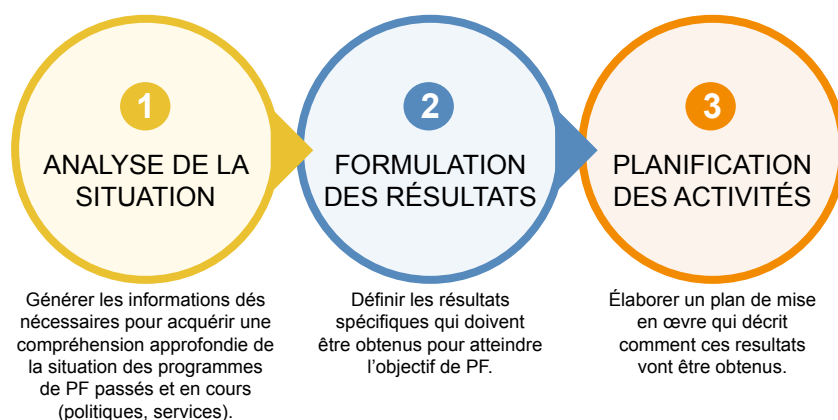 1
ANALYSE DE LA
SITUATION
Générer les informations dés
nécessaires pour acquérir une
compréhension approfondie de
la situation des programmes
de PF passés et en cours
(politiques, services).
2
FORMULATION
DES RÉSULTATS
Définir les résultats
spécifiques qui doivent
être obtenus pour atteindre
l’objectif de PF.
3
PLANIFICATION
DES ACTIVITÉS
Élaborer un plan de mise
en œvre qui décrit
comment ces resultats
vont être obtenus.